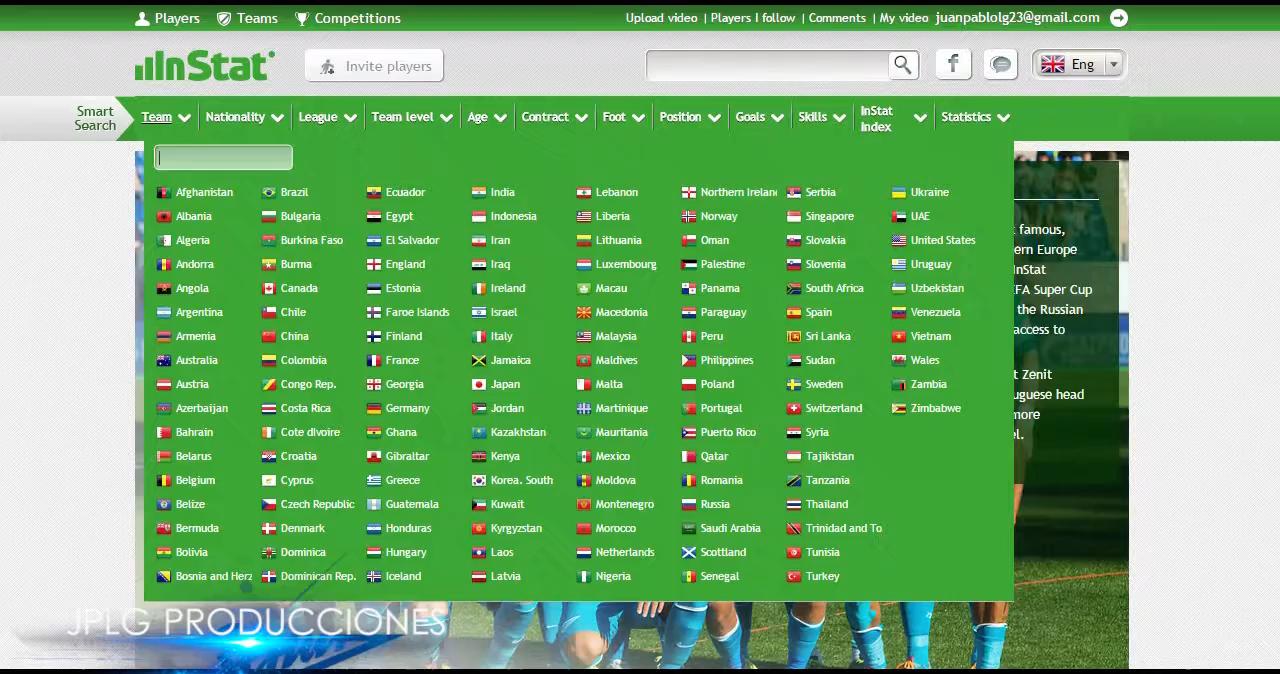 Players Teams Competitions Upload video | Players I follow | Comments | My video juanpablolg23@gmail.com
InStat Invite players f Eng
Smart Search
Team Nationality League Team level Age Contract Foot Position Goals Skills InStat Index Statistics
Afghanistan Brazil Ecuador India Lebanon Northern Irelan Serbia Ukraine
Albania Bulgaria Egypt Indonesia Liberia Norway Singapore UAE
Algeria Burkina Faso El Salvador Iran Lithuania Oman Slovakia United States
Andorra Burma England Iraq Luxembourg Palestine Slovenia Uruguay
Angola Canada Estonia Ireland Macau Panama South Africa Uzbekistan
Argentina Chile Faroe Islands Israel Macedonia Paraguay Spain Venezuela
Armenia China Finland Italy Malaysia Peru Sri Lanka Vietnam
Australia Colombia France Jamaica Maldives Philippines Sudan Wales
Austria Congo Rep. Georgia Japan Malta Poland Sweden Zambia
Azerbaijan Costa Rica Germany Jordan Martinique Portugal Switzerland Zimbabwe
Bahrain Cote dIvoire Ghana Kazakhstan Mauritania Puerto Rico Syria
Belarus Croatia Gibraltar Kenya Mexico Qatar Tajikistan
Belgium Cyprus Greece Korea. South Moldova Romania Tanzania
Belize Czech Republic Guatemala Kuwait Montenegro Russia Thailand
Bermuda Denmark Honduras Kyrgyzstan Morocco Saudi Arabia Trinidad and To
Bolivia Dominica Hungary Laos Netherlands Scottland Tunisia
Bosnia and Herz Dominican Rep. Iceland Latvia Nigeria Senegal Turkey
t famous,
ern Europe
InStat
FA Super Cup
the Russian
access to
t Zenit
uguese head
more
el.
JPLG PRODUCCIONES